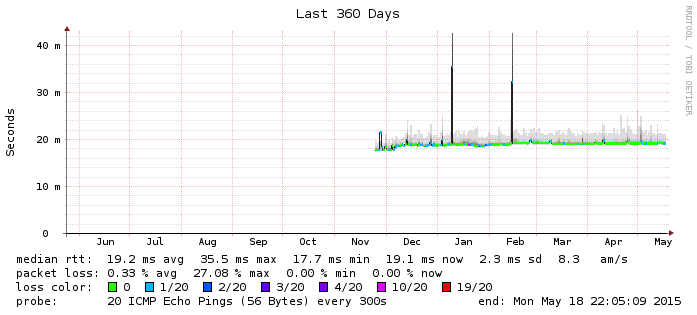 Last 360 Days
RRDTOOL / TOBI OETIKER
Seconds
40 m
30 m
20 m
10 m
0
Jun Jul Aug Sep Oct Nov Dec Jan Feb Mar Apr May
median rtt: 19.2 ms avg 35.5 ms max 17.7 ms min 19.1 ms now 2.3 ms sd 8.3 am/s
packet loss: 0.33 % avg 27.08 % max 0.00 % min 0.00 % now
loss color: 0 1/20 2/20 3/20 4/20 10/20 19/20
probe: 20 ICMP Echo Pings (56 Bytes) every 300s end: Mon May 18 22:05:09 2015